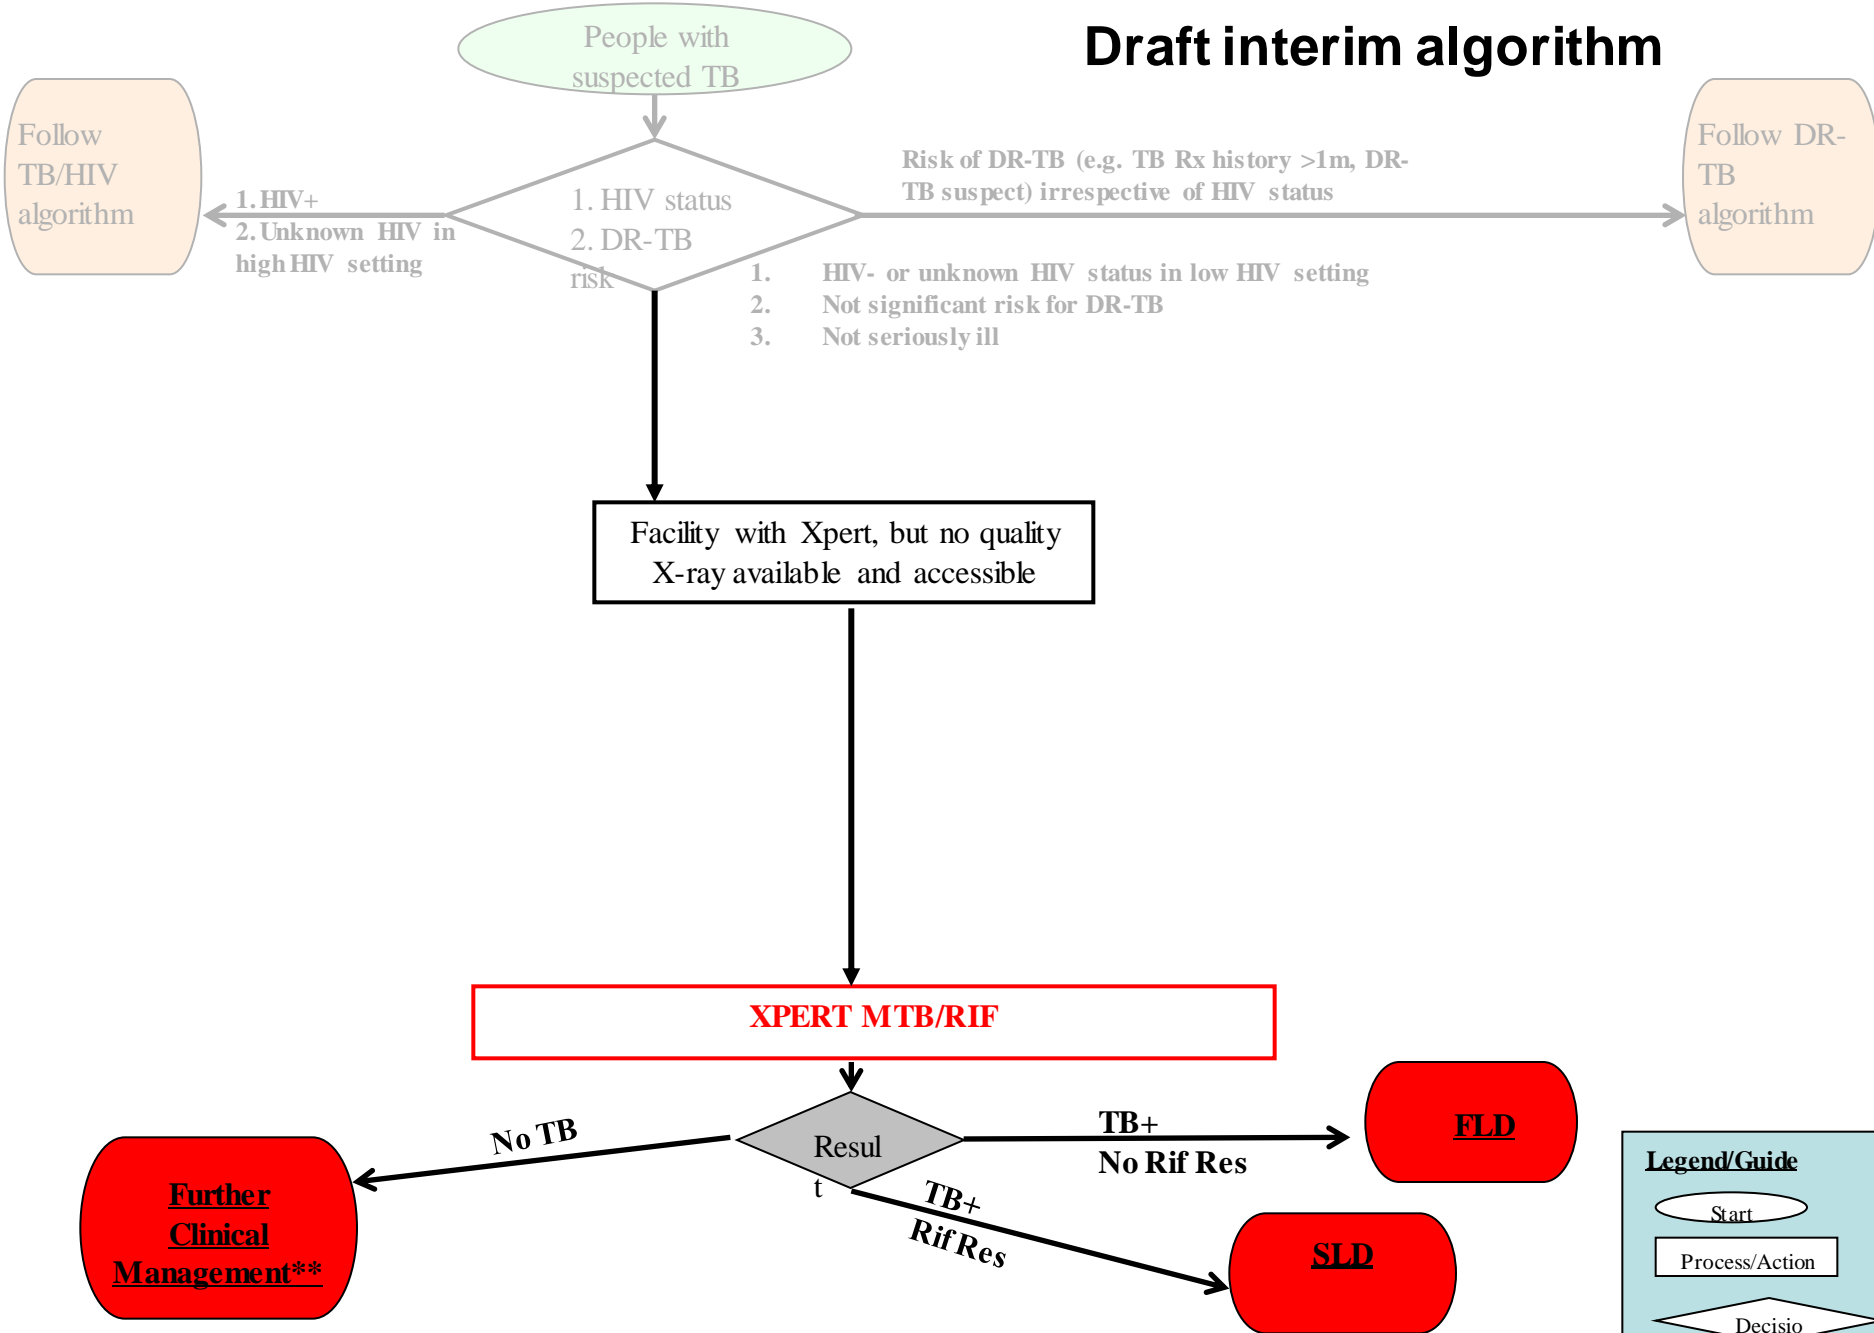 People with
suspected TB
Draft interim algorithm
Follow
TB/HIV
algorithm
1. HIV+
2. Unknown HIV in
high HIV setting
1. HIV status
2. DR-TB
risk
Risk of DR-TB (e.g. TB Rx history >1m, DR-
TB suspect) irrespective of HIV status
Follow DR-
TB
algorithm
1. HIV- or unknown HIV status in low HIV setting
2. Not significant risk for DR-TB
3. Not seriously ill
Facility with Xpert, but no quality
X-ray available and accessible
XPERT MTB/RIF
Resul
t
No TB
TB+
No Rif Res
TB+
Rif Res
FLD
SLD
Further
Clinical
Management**
Legend/Guide
Start
Process/Action
Decisio